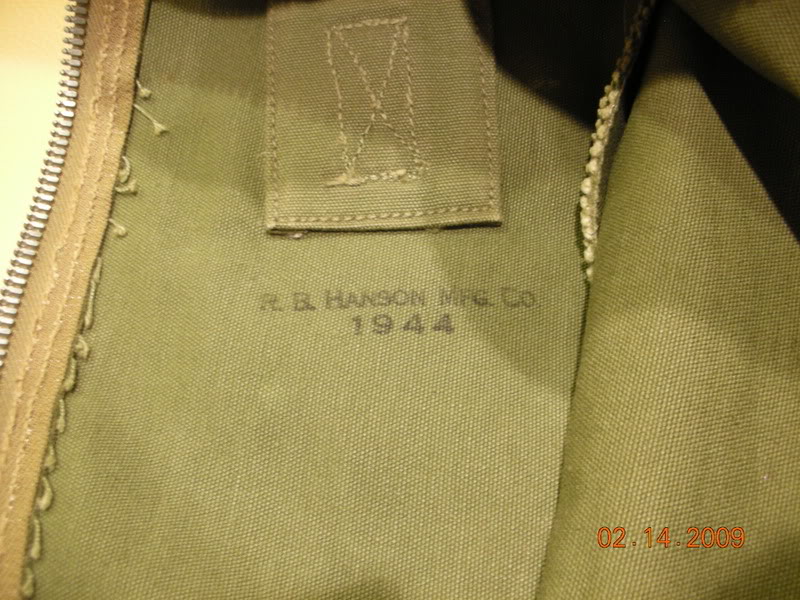 R. B. HANSON MFG. CO.
1944
02.14.2009